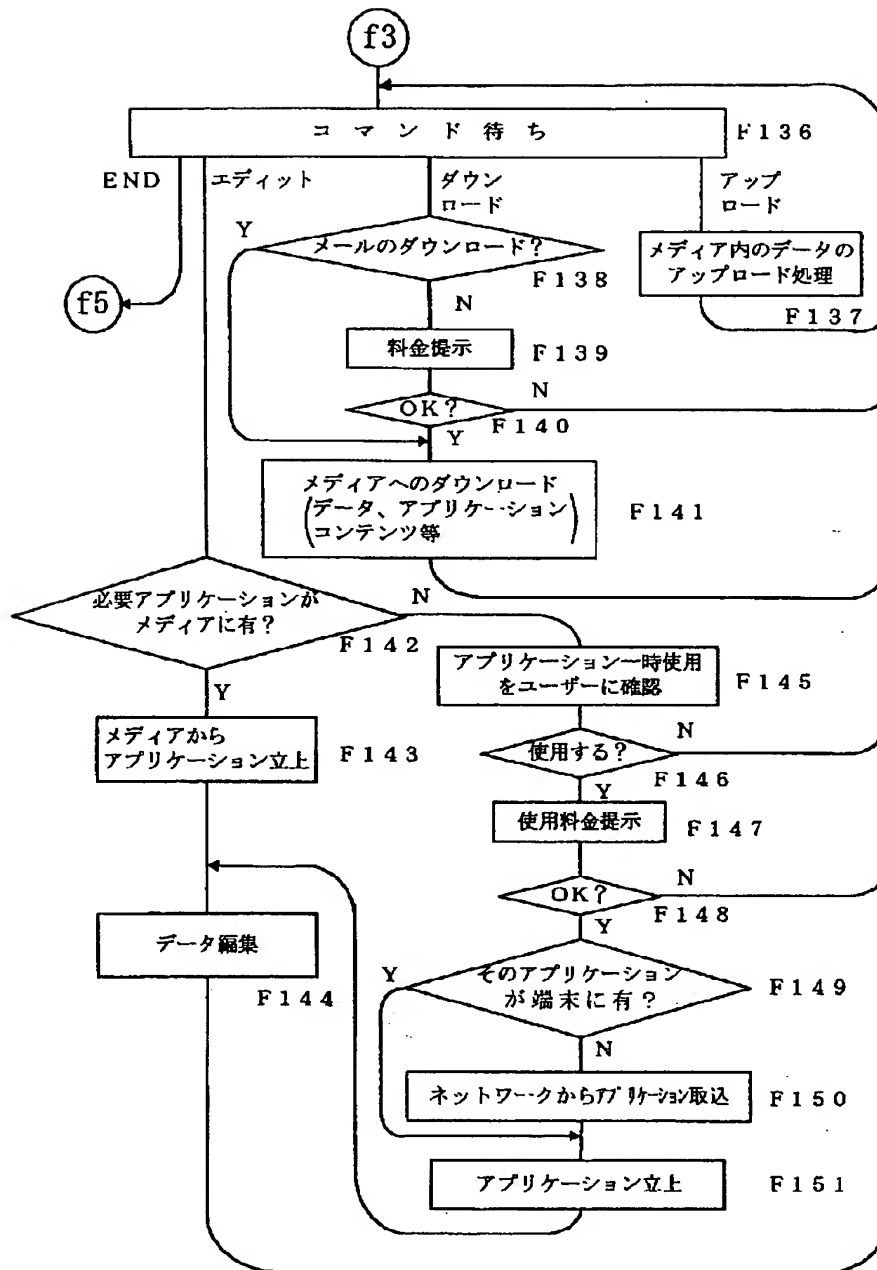 f3
コマンド待ち
F136
END
エディット
ダウン
ロード
アップ
ロード
Y
メールのダウンロード?
F138
メディア内のデータの
アップロード処理
F137
f5
N
料金提示
F139
N
OK?
F140
Y
メディアへのダウンロード
(データ、アプリケーション
コンテンツ等)
F141
必要アプリケーションが
メディアに有?
N
F142
Y
アプリケーション一時使用
をユーザーに確認
F145
メディアから
アプリケーション立上
F143
使用する?
N
F146
Y
使用料金提示
F147
OK?
N
F148
Y
データ編集
F144
Y
そのアプリケーション
が端末に有?
F149
N
ネットワークからアプリケーション取込
F150
アプリケーション立上
F151